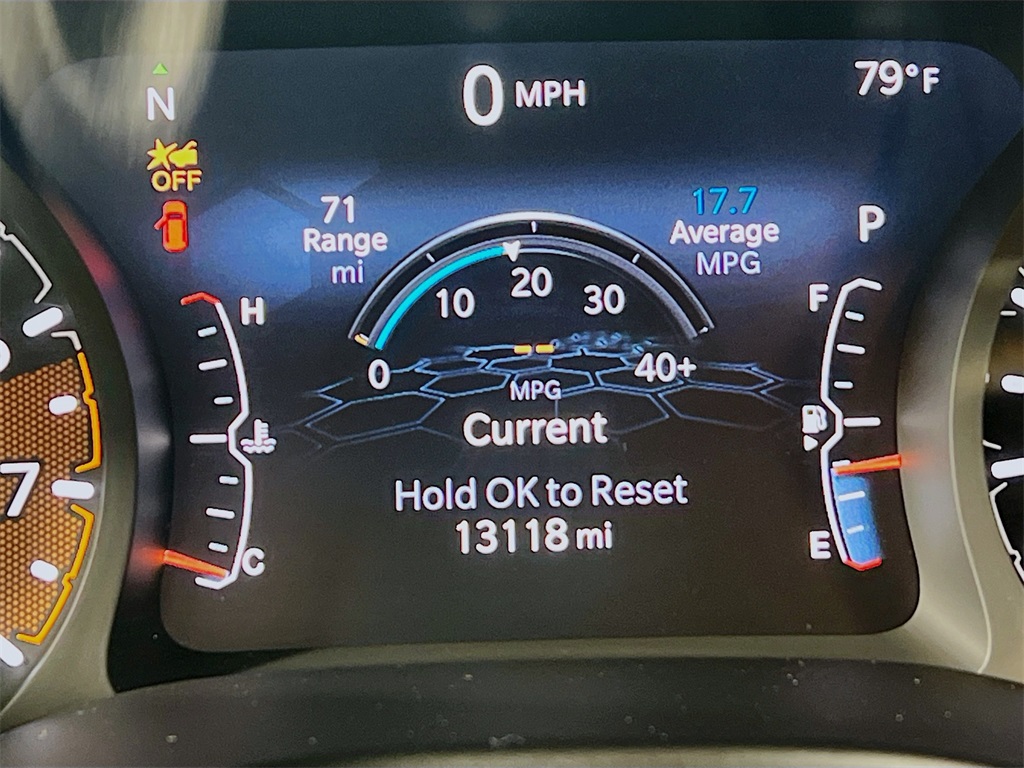 N
0 MPH
79°F
OFF
71
Range
mi
17.7
Average
MPG
P
H
C
0
10
20
30
40+
MPG
Current
F
E
Hold OK to Reset
13118 mi
7